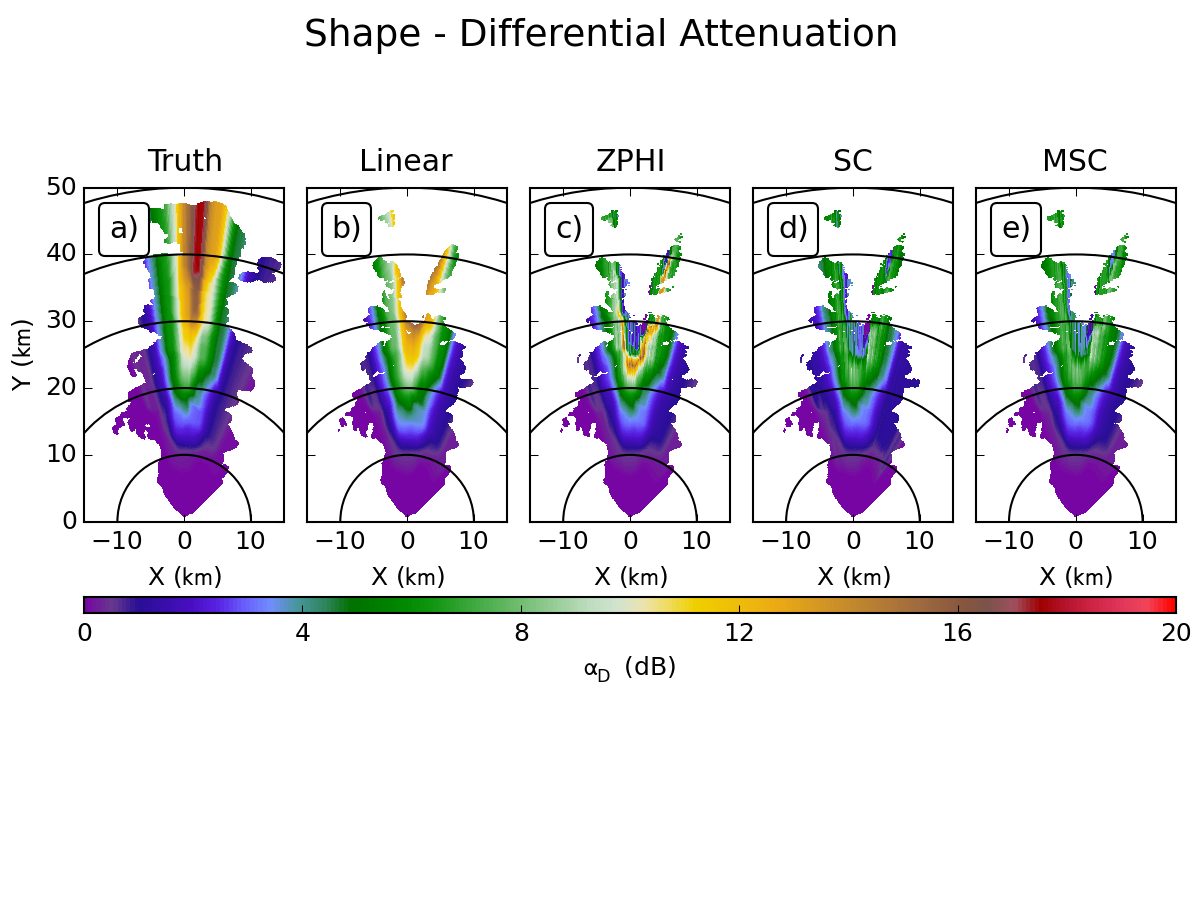 Shape - Differential Attenuation
Truth Linear ZPHI SC MSC
a) b) c) d) e)
50
40
30
20
10
0
Y (km)
−10 0 10 −10 0 10 −10 0 10 −10 0 10 −10 0 10
X (km) X (km) X (km) X (km) X (km)
0 4 8 12 16 20
αD (dB)